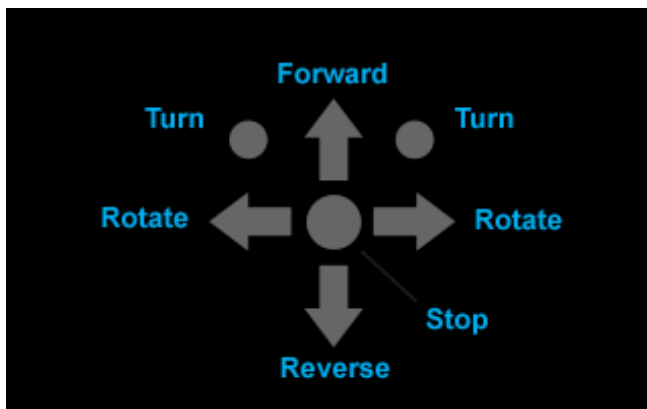 Forward
Turn
Turn
Rotate
Rotate
Stop
Reverse